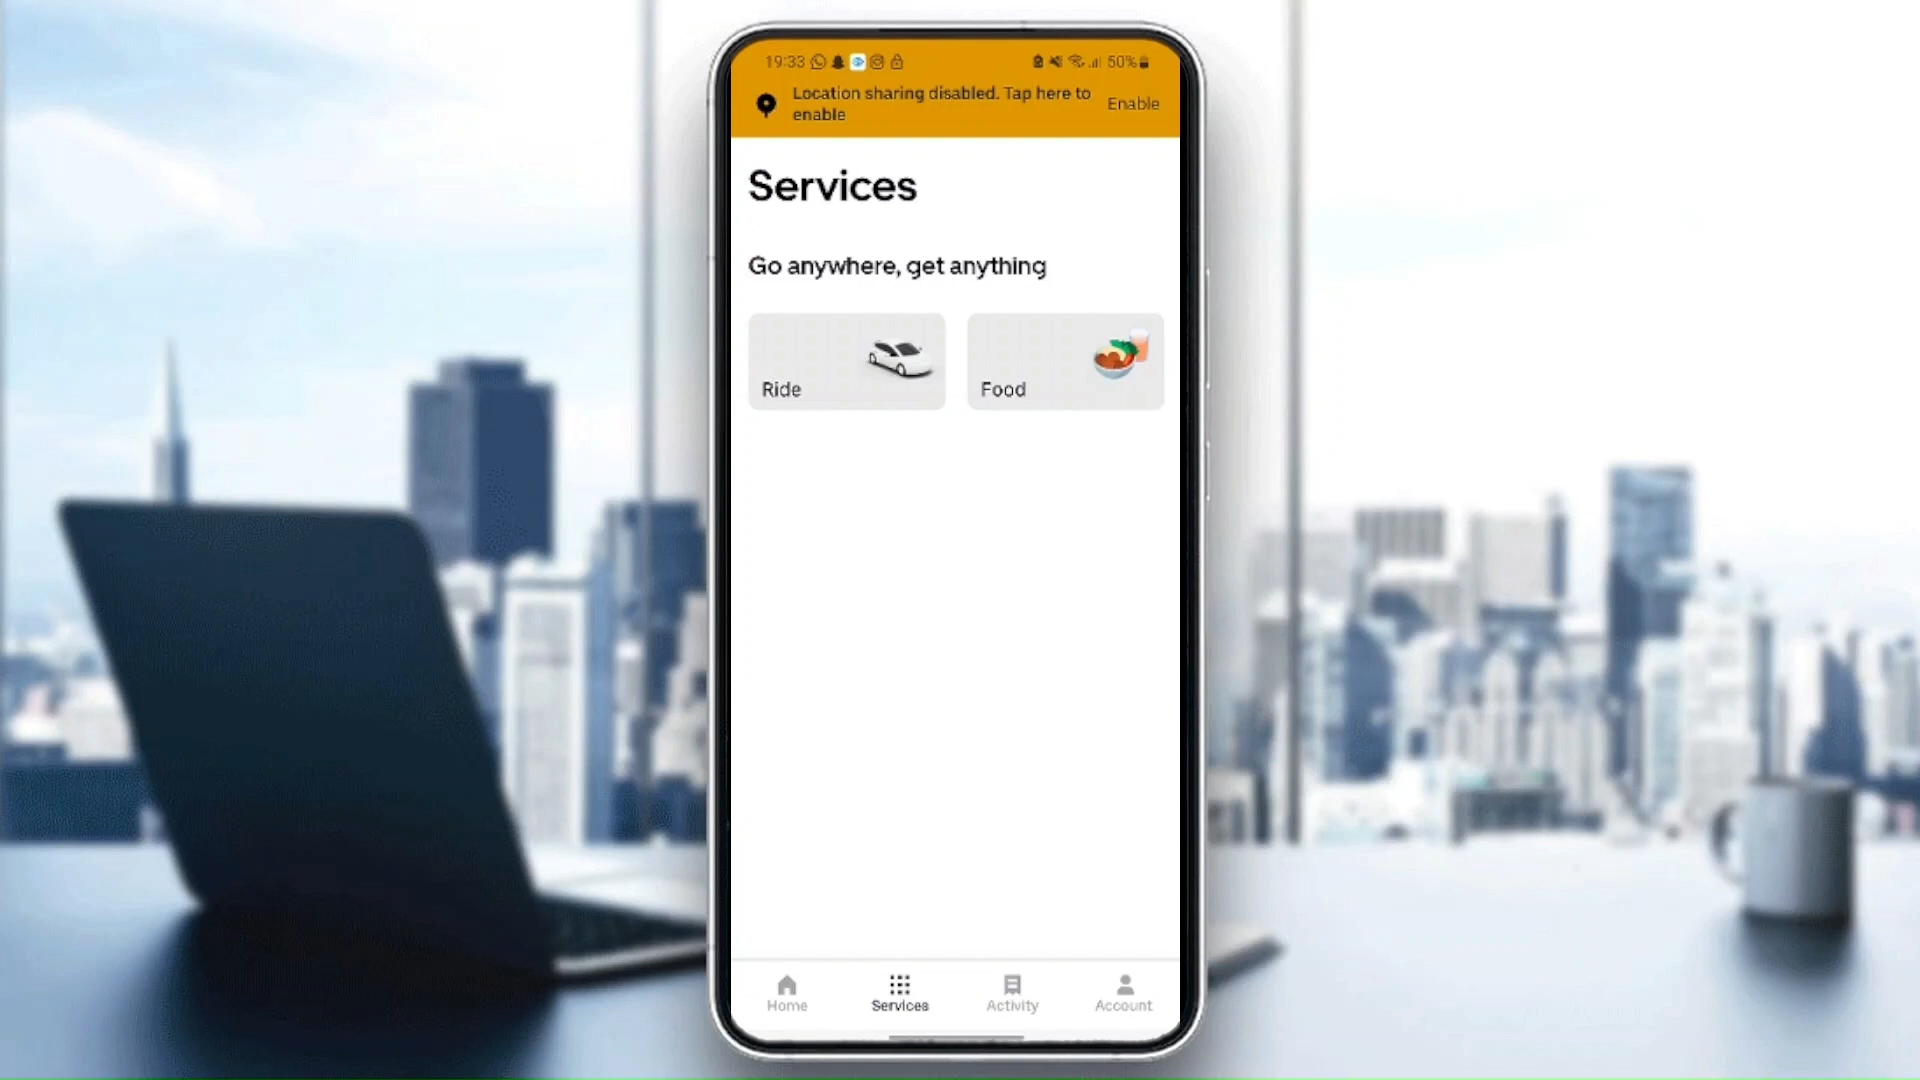 19:33
50%
Location sharing disabled. Tap here to
enable
Enable
Services
Go anywhere, get anything
Ride
Food
Home
Services
Activity
Account